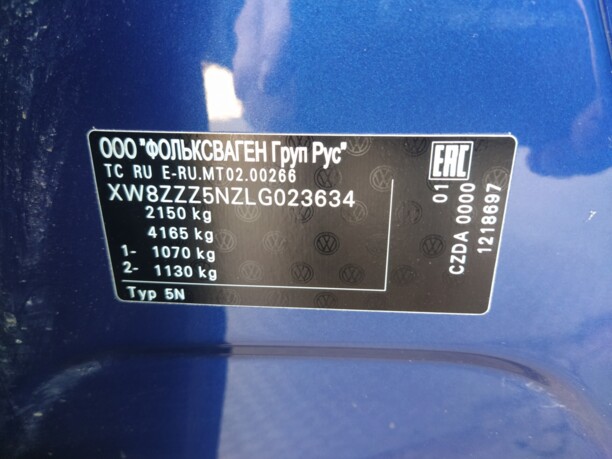 ООО "ФОЛЬКСВАГЕН Груп Рус"
TC RU E-RU.MT02.00266
XW8ZZZ5NZLG023634
2150 kg
4165 kg
1- 1070 kg
2- 1130 kg
Typ 5N
EAC
01
CZDA 0000
1218697